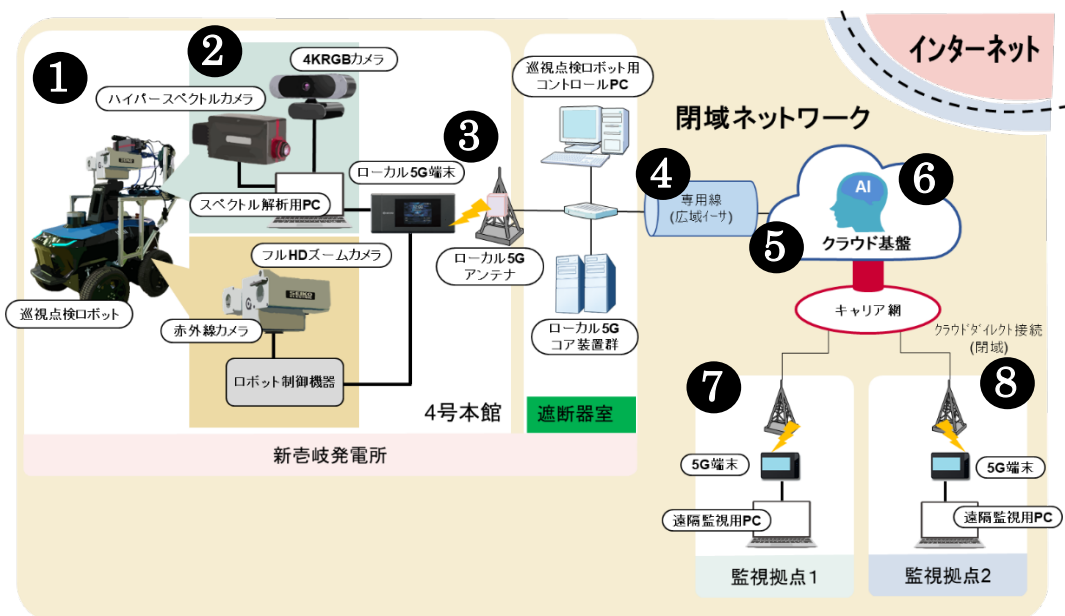 インターネット
閉域ネットワーク
❶
❷
4KRGBカメラ
ハイパースペクトルカメラ
スペクトル解析用PC
ローカル5G端末
❸
ローカル5G
アンテナ
巡視点検ロボット
フルHDズームカメラ
赤外線カメラ
ロボット制御機器
4号本館
巡視点検ロボット用
コントロールPC
ローカル5G
コア装置群
遮断器室
新壱岐発電所
❹
専用線
(広域イーサ)
❺
❻
AI
クラウド基盤
キャリア網
クラウドダイレクト接続
(閉域)
❼
5G端末
遠隔監視用PC
監視拠点1
❽
5G端末
遠隔監視用PC
監視拠点2